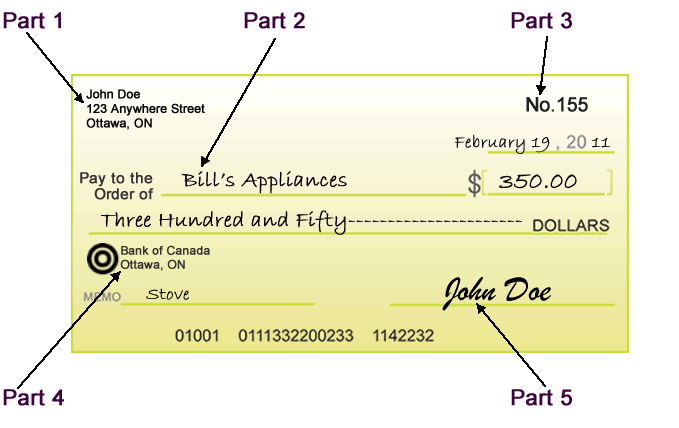 Part 1 Part 2 Part 3
John Doe
123 Anywhere Street
Ottawa, ON
No.155
February 19 , 20 11
Pay to the
Order of Bill's Appliances $ 350.00
Three Hundred and Fifty---------------------- DOLLARS
Bank of Canada
Ottawa, ON
MEMO Stove John Doe
01001 0111332200233 1142232
Part 4 Part 5